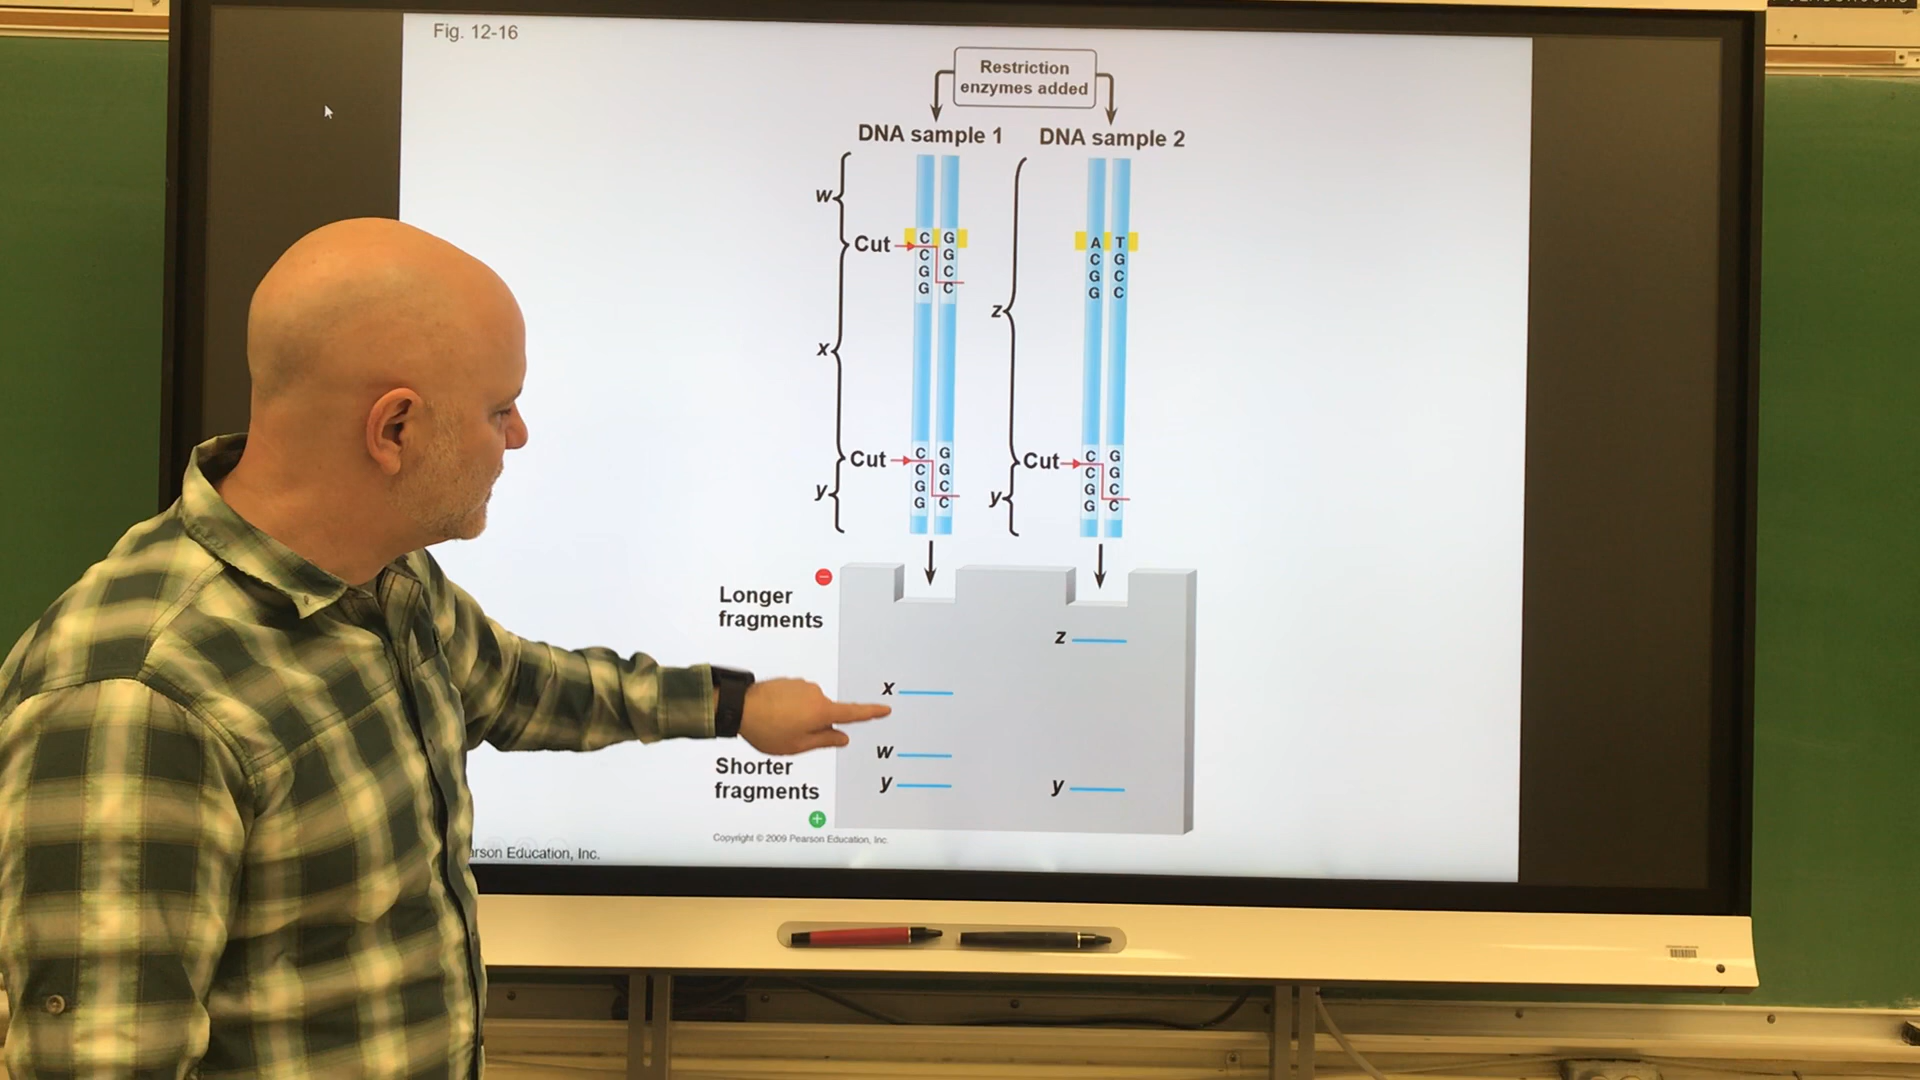 Fig. 12-16
Restriction
enzymes added
DNA sample 1
DNA sample 2
w
Cut
C G
C G
G C
G C
A T
C G
G C
G C
x
z
Cut
C G
C G
G C
G C
Cut
C G
C G
G C
G C
y
y
Longer
fragments
−
z
x
w
Shorter
fragments
y
y
+
Copyright © 2009 Pearson Education, Inc.
arson Education, Inc.